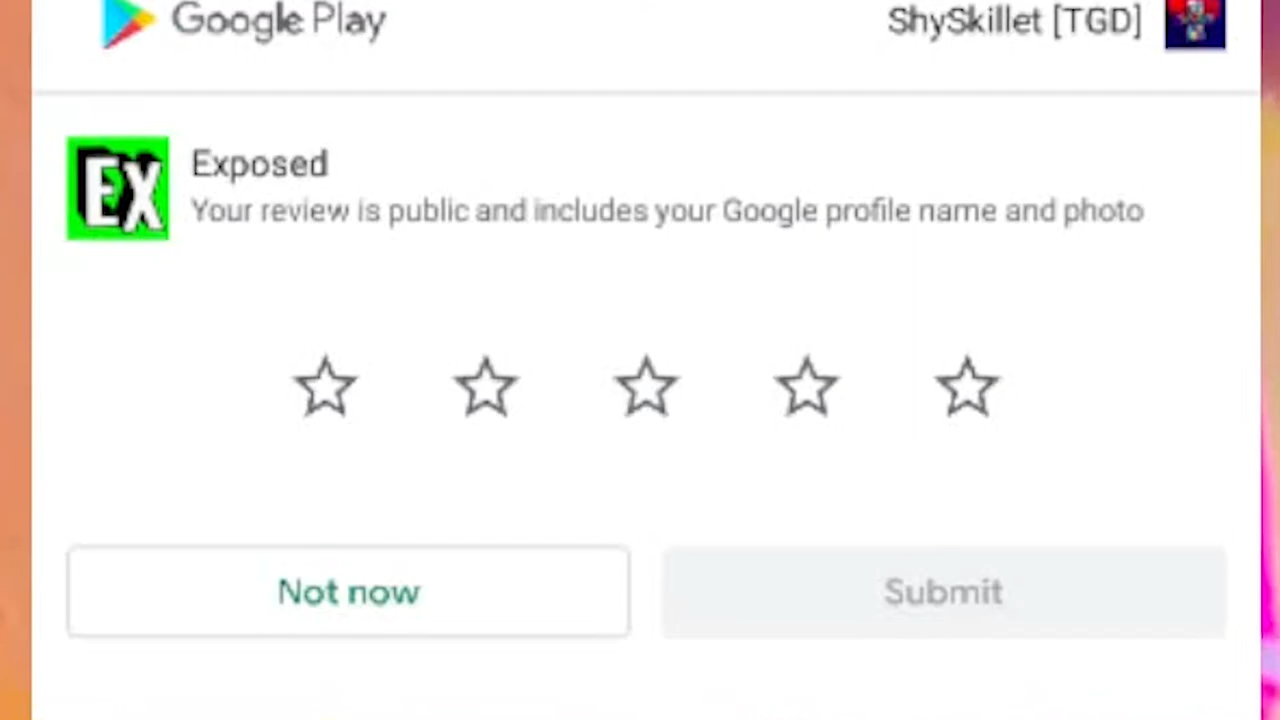 Google Play
ShySkillet [TGD]
EX
Exposed
Your review is public and includes your Google profile name and photo
Not now
Submit